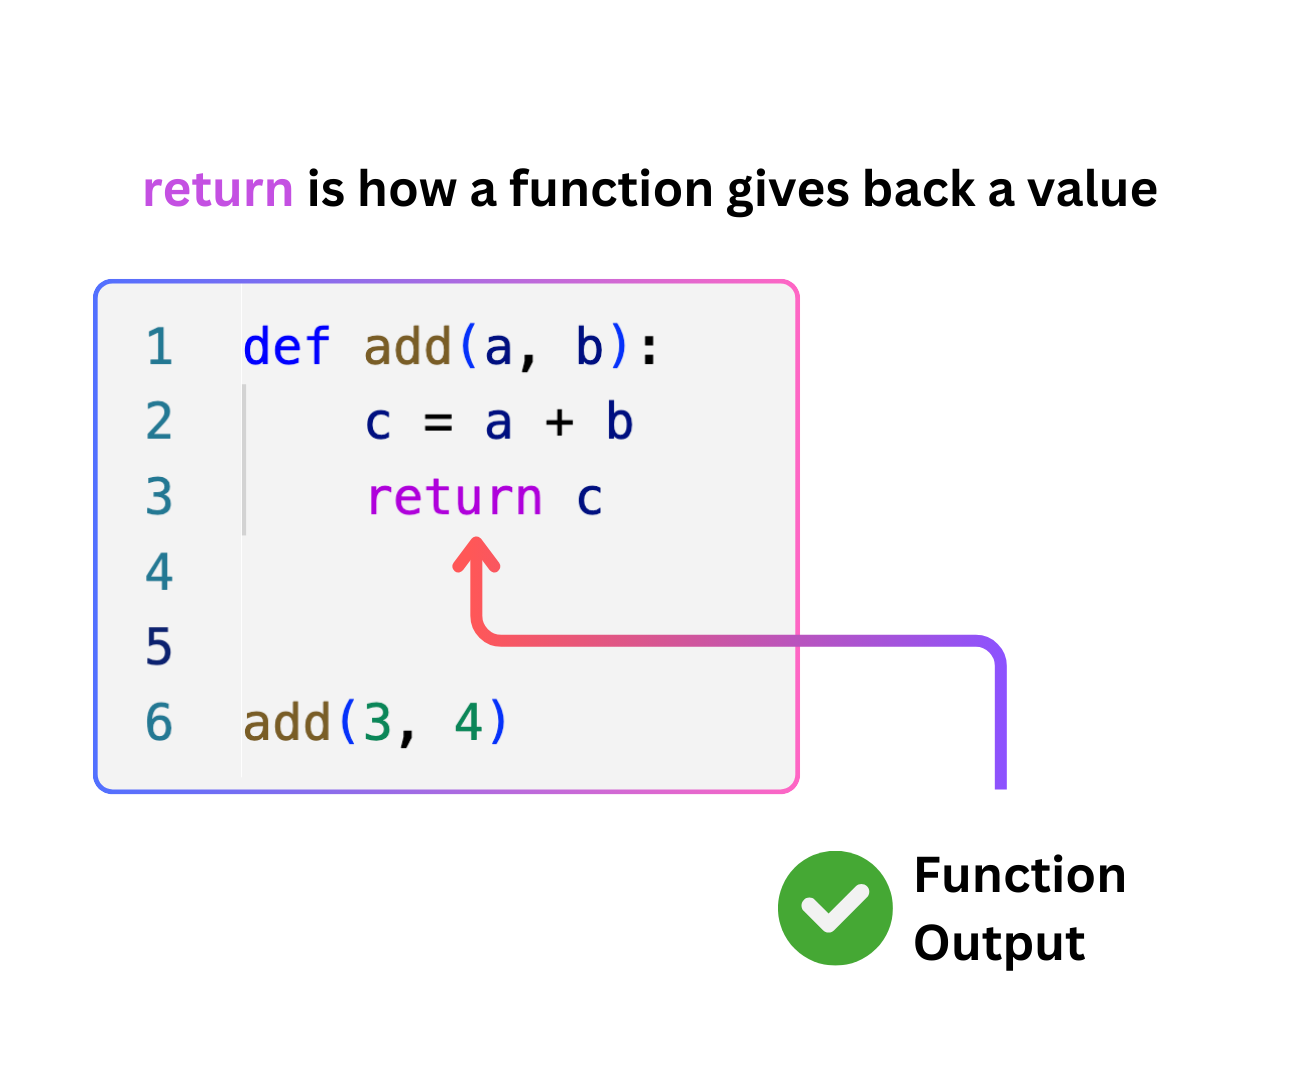 return is how a function gives back a value
1 def add(a, b):
2     c = a + b
3     return c
4
5
6 add(3, 4)
Function
Output